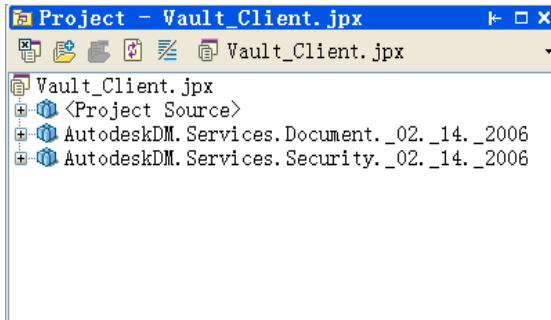 Project - Vault_Client.jpx
Vault_Client.jpx
Vault_Client.jpx
<Project Source>
AutodeskDM.Services.Document._02._14._2006
AutodeskDM.Services.Security._02._14._2006